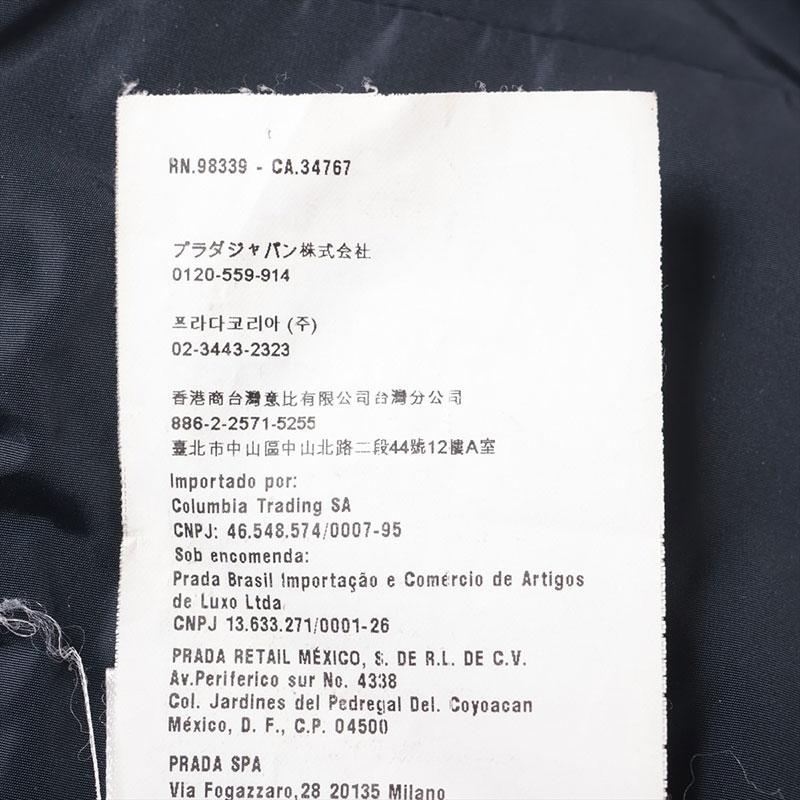 RN.98339 - CA.34767
プラダジャパン株式会社
0120-559-914
프라다코리아 (주)
02-3443-2323
香港商台灣意比有限公司台灣分公司
886-2-2571-5255
臺北市中山區中山北路二段44號12樓A室
Importado por:
Columbia Trading SA
CNPJ: 46.548.574/0007-95
Sob encomenda:
Prada Brasil Importação e Comércio de Artigos
de Luxo Ltda
CNPJ 13.633.271/0001-26
PRADA RETAIL MÉXICO, S. DE R.L. DE C.V.
Av.Periferico sur No. 4338
Col. Jardines del Pedregal Del. Coyoacan
México, D. F., C.P. 04500
PRADA SPA
Via Fogazzaro,28 20135 Milano